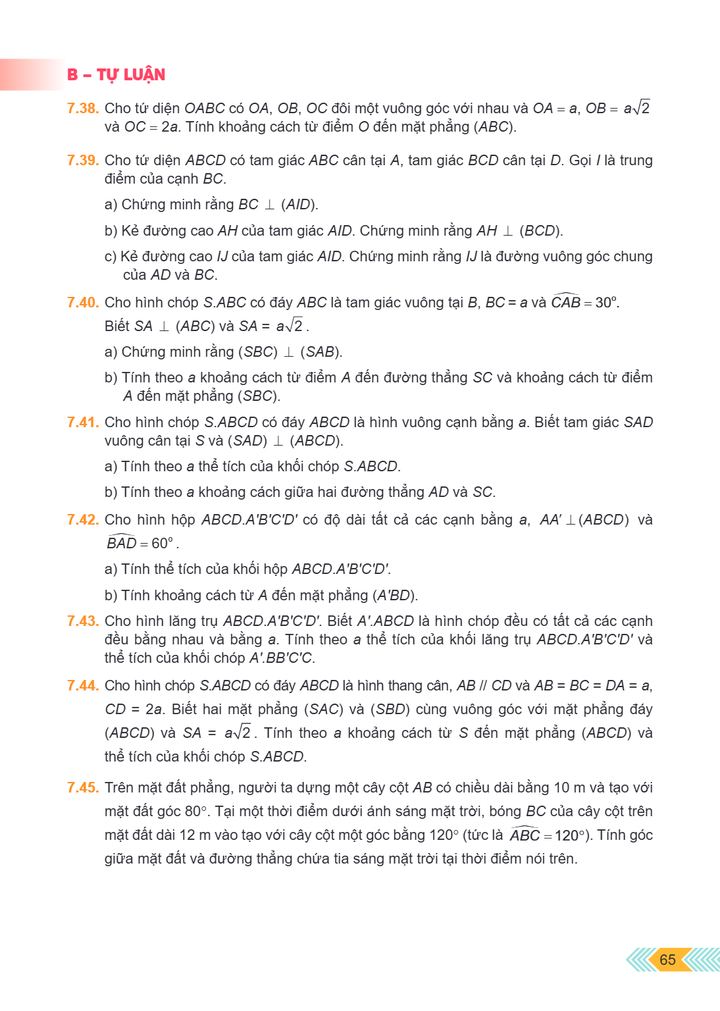 B – TỰ LUẬN
7.38. Cho tứ diện OABC có OA, OB, OC đôi một vuông góc với nhau và OA = a, OB = a√2
và OC = 2a. Tính khoảng cách từ điểm O đến mặt phẳng (ABC).
7.39. Cho tứ diện ABCD có tam giác ABC cân tại A, tam giác BCD cân tại D. Gọi I là trung
điểm của cạnh BC.
a) Chứng minh rằng BC ⊥ (AID).
b) Kẻ đường cao AH của tam giác AID. Chứng minh rằng AH ⊥ (BCD).
c) Kẻ đường cao IJ của tam giác AID. Chứng minh rằng IJ là đường vuông góc chung
của AD và BC.
7.40. Cho hình chóp S.ABC có đáy ABC là tam giác vuông tại B, BC = a và \widehat{CAB} = 30°.
Biết SA ⊥ (ABC) và SA = a√2 .
a) Chứng minh rằng (SBC) ⊥ (SAB).
b) Tính theo a khoảng cách từ điểm A đến đường thẳng SC và khoảng cách từ điểm
A đến mặt phẳng (SBC).
7.41. Cho hình chóp S.ABCD có đáy ABCD là hình vuông cạnh bằng a. Biết tam giác SAD
vuông cân tại S và (SAD) ⊥ (ABCD).
a) Tính theo a thể tích của khối chóp S.ABCD.
b) Tính theo a khoảng cách giữa hai đường thẳng AD và SC.
7.42. Cho hình hộp ABCD.A'B'C'D' có độ dài tất cả các cạnh bằng a, AA' ⊥ (ABCD) và
\widehat{BAD} = 60° .
a) Tính thể tích của khối hộp ABCD.A'B'C'D'.
b) Tính khoảng cách từ A đến mặt phẳng (A'BD).
7.43. Cho hình lăng trụ ABCD.A'B'C'D'. Biết A'.ABCD là hình chóp đều có tất cả các cạnh
đều bằng nhau và bằng a. Tính theo a thể tích của khối lăng trụ ABCD.A'B'C'D' và
thể tích của khối chóp A'.BB'C'C.
7.44. Cho hình chóp S.ABCD có đáy ABCD là hình thang cân, AB // CD và AB = BC = DA = a,
CD = 2a. Biết hai mặt phẳng (SAC) và (SBD) cùng vuông góc với mặt phẳng đáy
(ABCD) và SA = a√2 . Tính theo a khoảng cách từ S đến mặt phẳng (ABCD) và
thể tích của khối chóp S.ABCD.
7.45. Trên mặt đất phẳng, người ta dựng một cây cột AB có chiều dài bằng 10 m và tạo với
mặt đất góc 80°. Tại một thời điểm dưới ánh sáng mặt trời, bóng BC của cây cột trên
mặt đất dài 12 m vào tạo với cây cột một góc bằng 120° (tức là \widehat{ABC} = 120°). Tính góc
giữa mặt đất và đường thẳng chứa tia sáng mặt trời tại thời điểm nói trên.
65